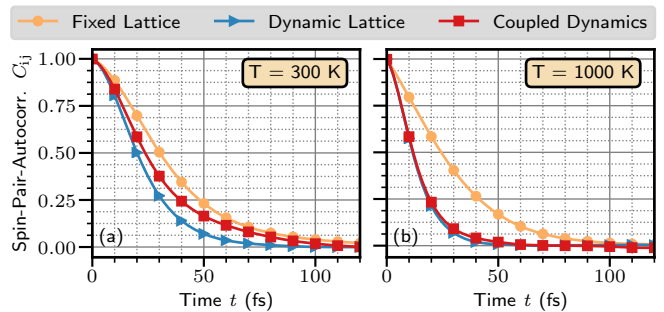 Fixed Lattice Dynamic Lattice Coupled Dynamics
Spin-Pair-Autocorr. C_ij
1.00
0.75
0.50
0.25
0.00
T = 300 K
(a)
0 50 100
Time t (fs)
T = 1000 K
(b)
0 50 100
Time t (fs)